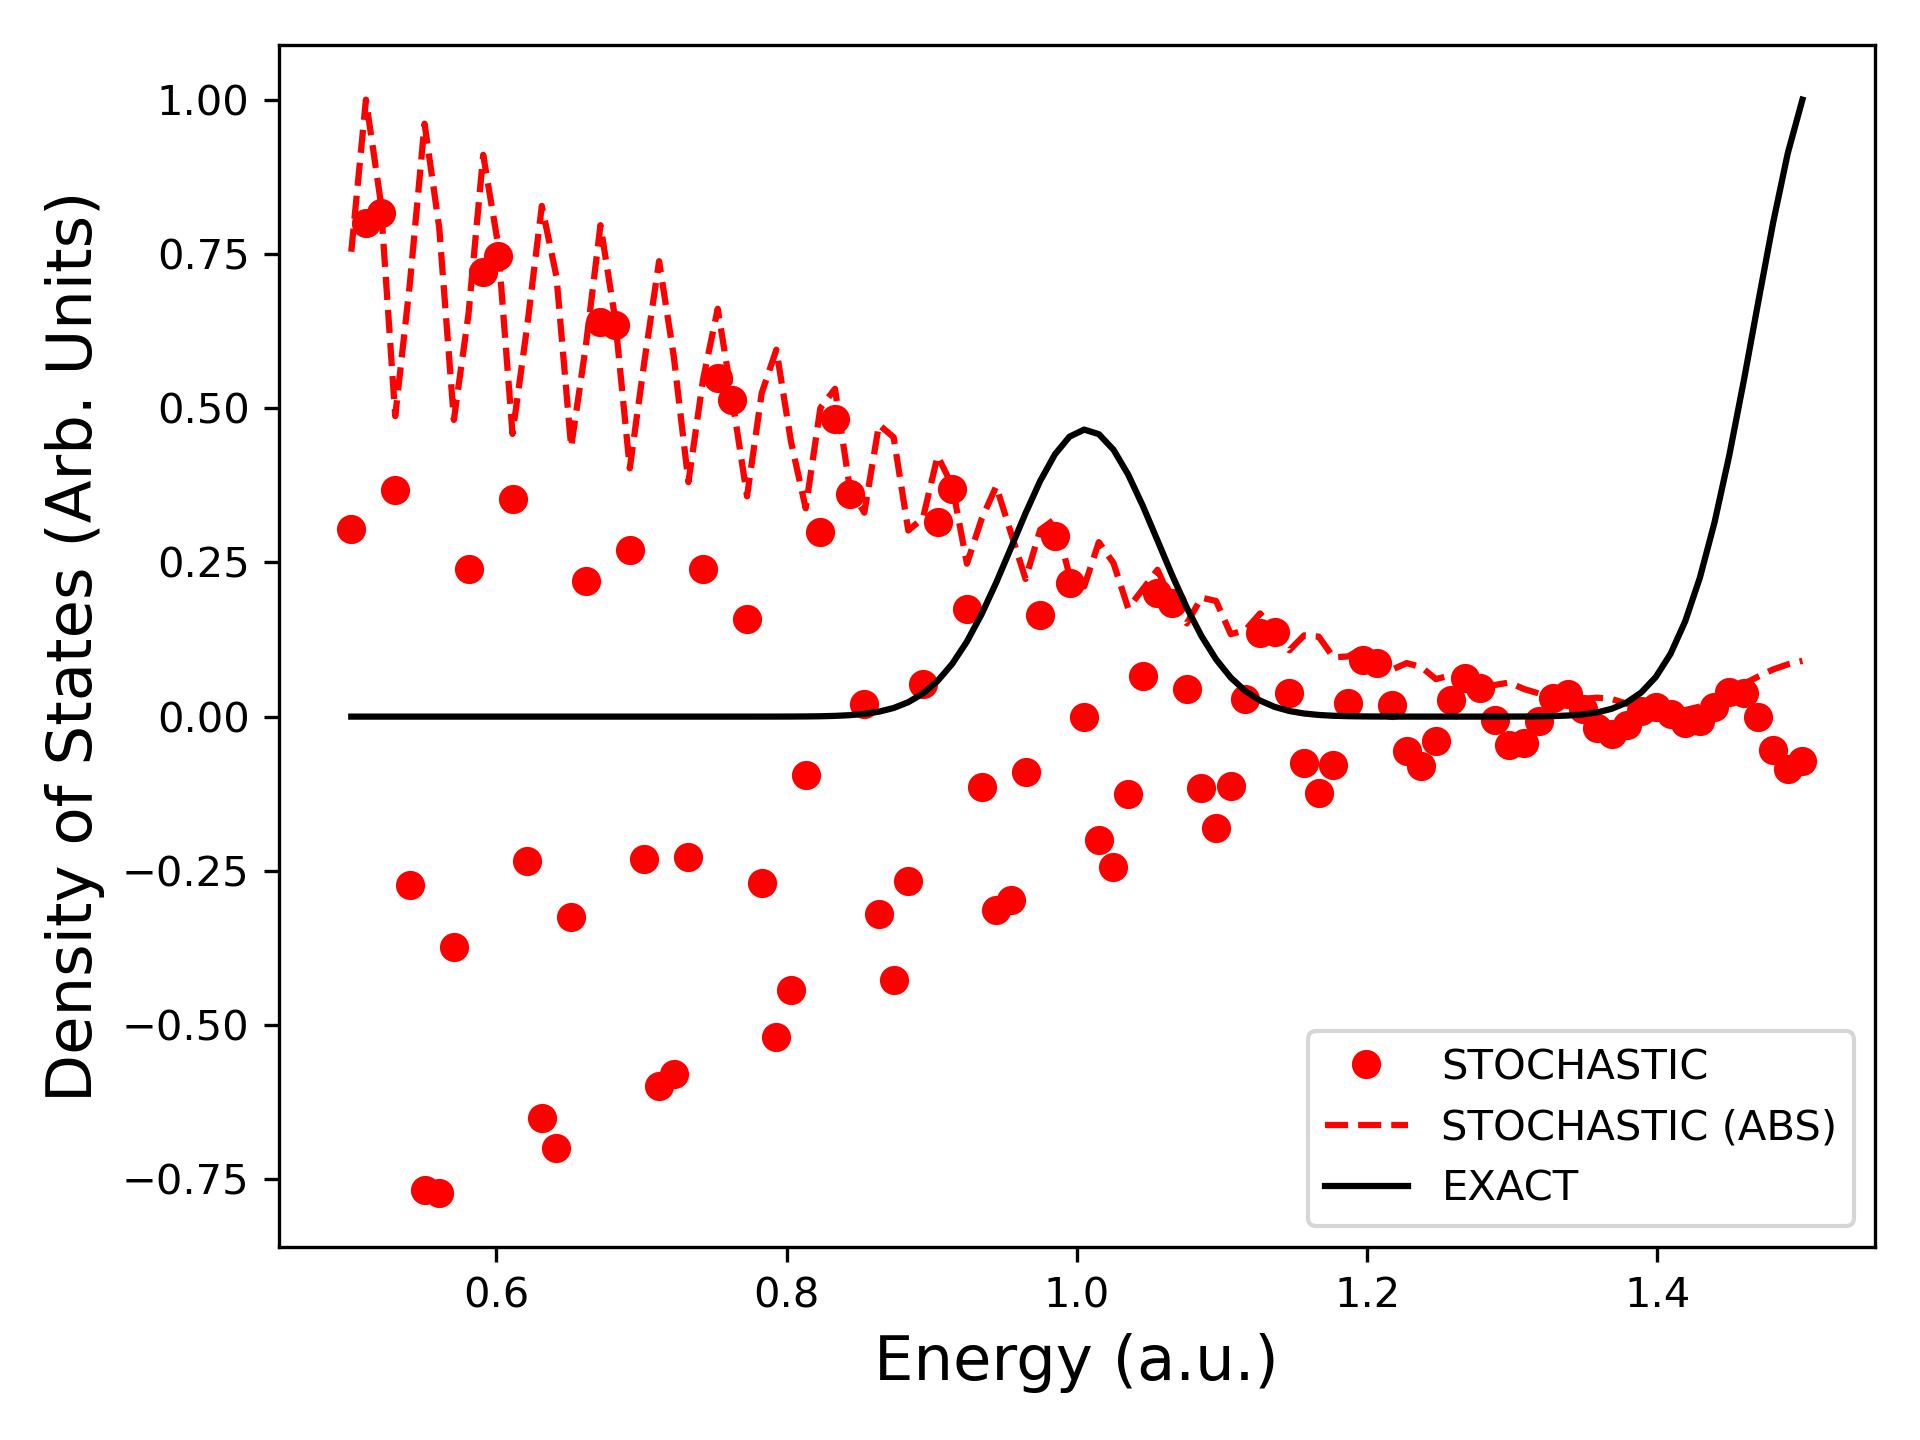 Density of States (Arb. Units)
1.00
0.75
0.50
0.25
0.00
−0.25
−0.50
−0.75
0.6
0.8
1.0
1.2
1.4
Energy (a.u.)
STOCHASTIC
STOCHASTIC (ABS)
EXACT